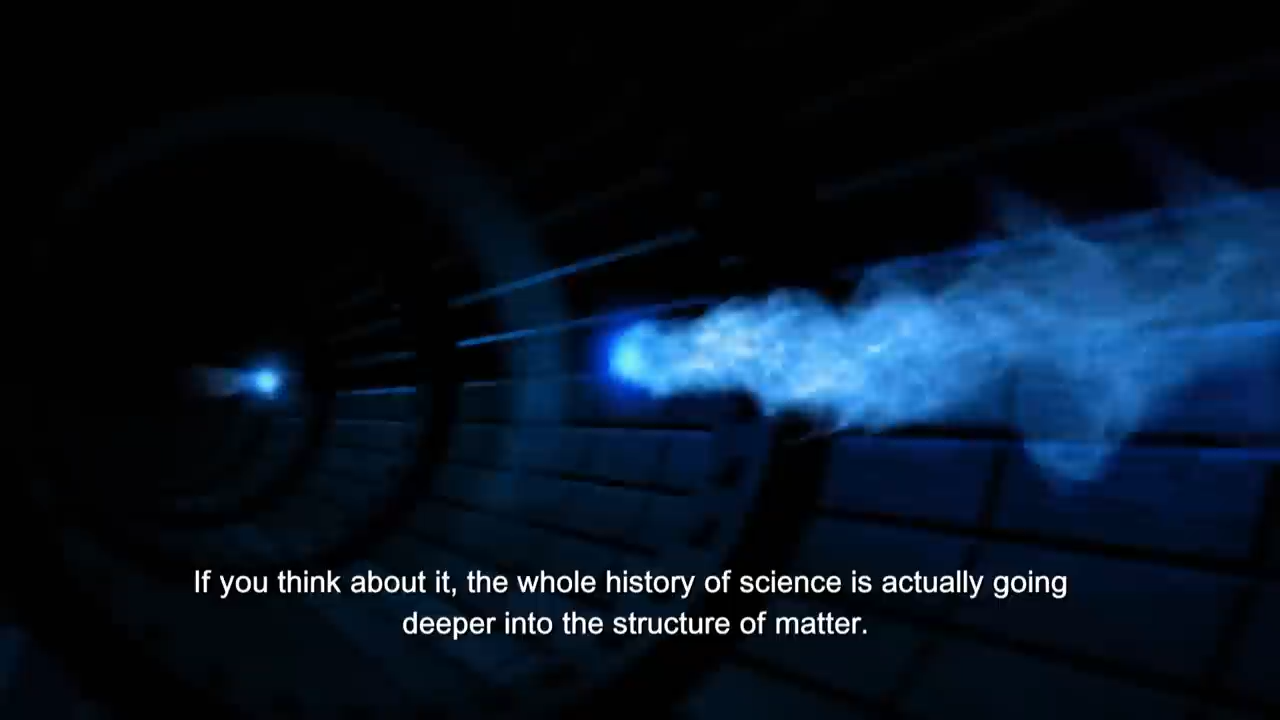 If you think about it, the whole history of science is actually going
deeper into the structure of matter.